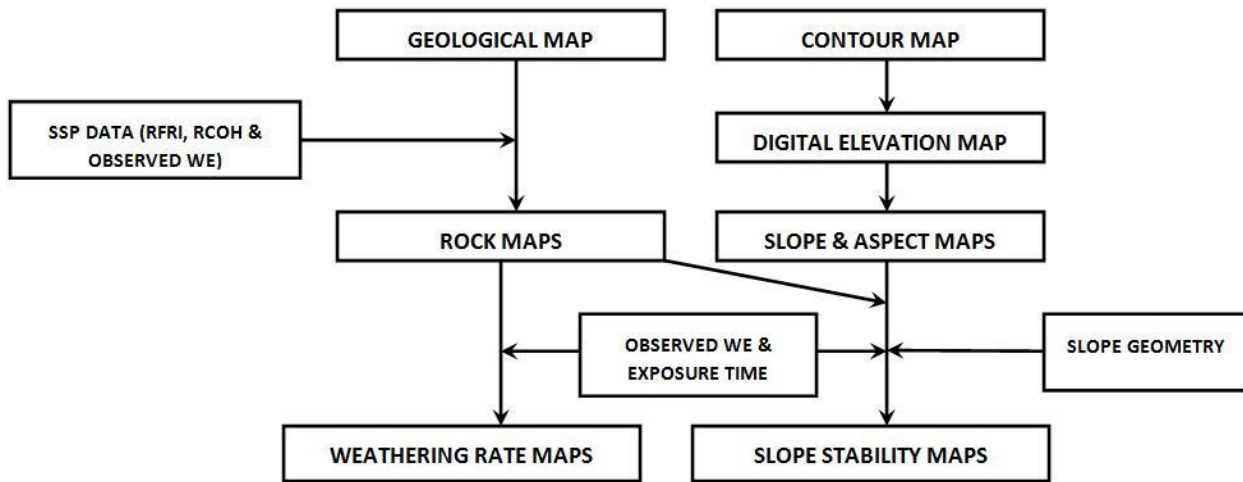 GEOLOGICAL MAP
CONTOUR MAP
SSP DATA (RFRI, RCOH &
OBSERVED WE)
DIGITAL ELEVATION MAP
ROCK MAPS
SLOPE & ASPECT MAPS
OBSERVED WE &
EXPOSURE TIME
SLOPE GEOMETRY
WEATHERING RATE MAPS
SLOPE STABILITY MAPS